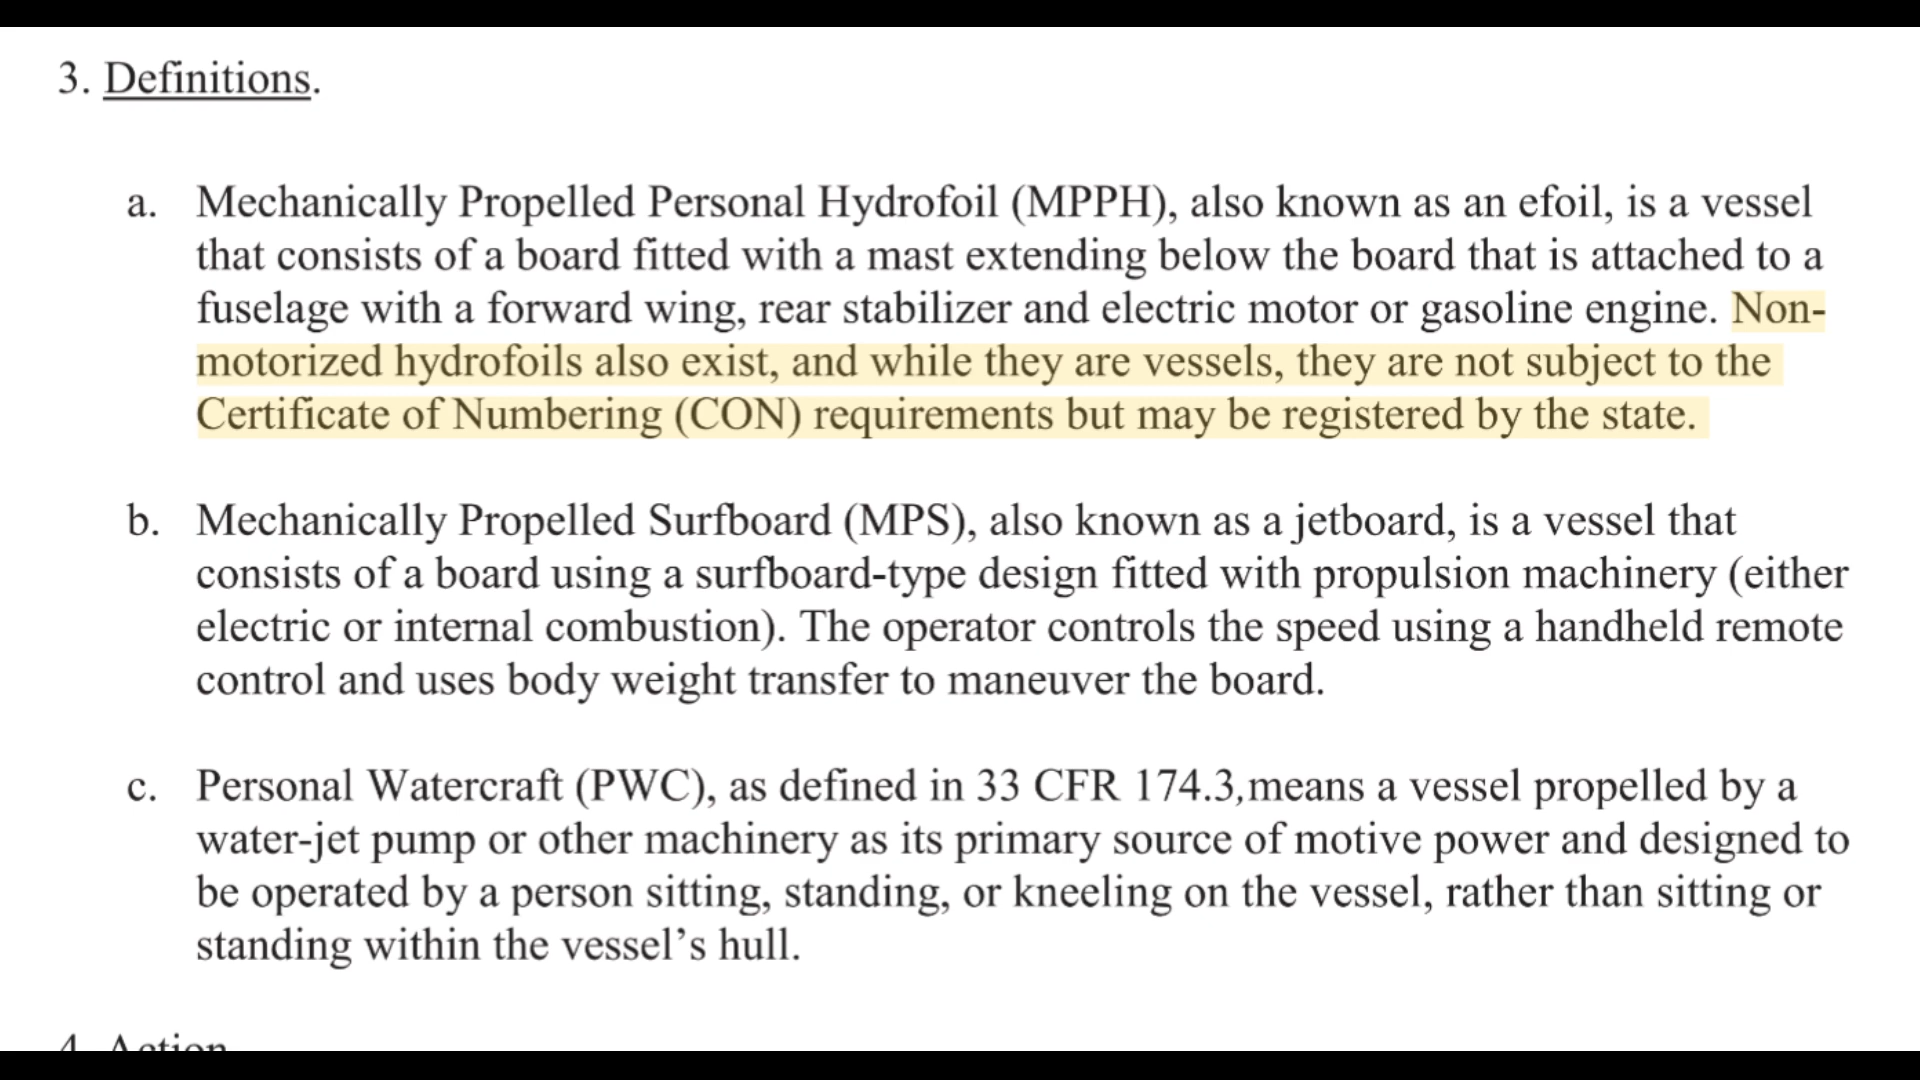 3. Definitions.
a. Mechanically Propelled Personal Hydrofoil (MPPH), also known as an efoil, is a vessel
that consists of a board fitted with a mast extending below the board that is attached to a
fuselage with a forward wing, rear stabilizer and electric motor or gasoline engine. Non-
motorized hydrofoils also exist, and while they are vessels, they are not subject to the
Certificate of Numbering (CON) requirements but may be registered by the state.
b. Mechanically Propelled Surfboard (MPS), also known as a jetboard, is a vessel that
consists of a board using a surfboard-type design fitted with propulsion machinery (either
electric or internal combustion). The operator controls the speed using a handheld remote
control and uses body weight transfer to maneuver the board.
c. Personal Watercraft (PWC), as defined in 33 CFR 174.3,means a vessel propelled by a
water-jet pump or other machinery as its primary source of motive power and designed to
be operated by a person sitting, standing, or kneeling on the vessel, rather than sitting or
standing within the vessel’s hull.
4. Action